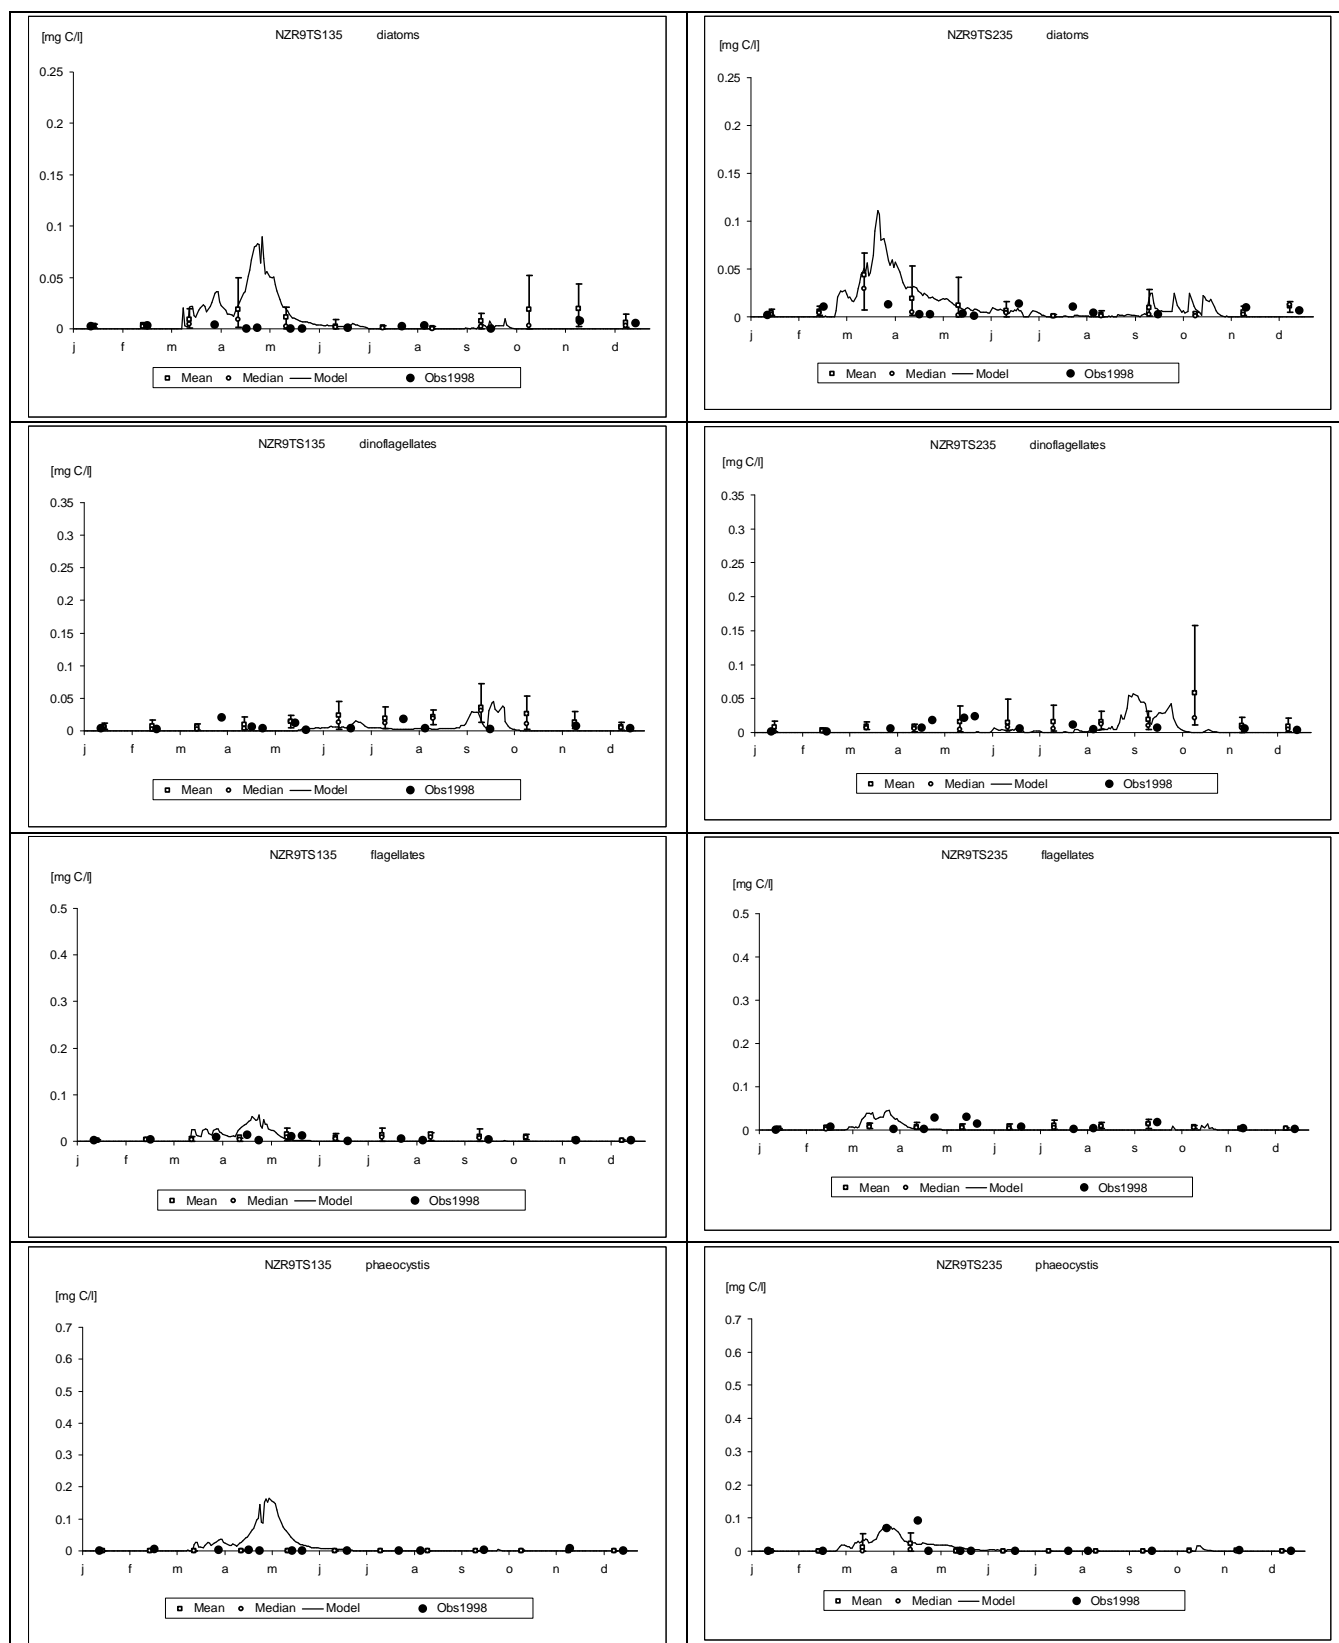 NZR9TS135 diatoms
[mg C/l]
0.25
0.2
0.15
0.1
0.05
0
j f m a m j j a s o n d
Mean Median Model Obs1998
NZR9TS235 diatoms
[mg C/l]
0.25
0.2
0.15
0.1
0.05
0
j f m a m j j a s o n d
Mean Median Model Obs1998
NZR9TS135 dinoflagellates
[mg C/l]
0.35
0.3
0.25
0.2
0.15
0.1
0.05
0
j f m a m j j a s o n d
Mean Median Model Obs1998
NZR9TS235 dinoflagellates
[mg C/l]
0.35
0.3
0.25
0.2
0.15
0.1
0.05
0
j f m a m j j a s o n d
Mean Median Model Obs1998
NZR9TS135 flagellates
[mg C/l]
0.5
0.4
0.3
0.2
0.1
0
j f m a m j j a s o n d
Mean Median Model Obs1998
NZR9TS235 flagellates
[mg C/l]
0.5
0.4
0.3
0.2
0.1
0
j f m a m j j a s o n d
Mean Median Model Obs1998
NZR9TS135 phaeocystis
[mg C/l]
0.7
0.6
0.5
0.4
0.3
0.2
0.1
0
j f m a m j j a s o n d
Mean Median Model Obs1998
NZR9TS235 phaeocystis
[mg C/l]
0.7
0.6
0.5
0.4
0.3
0.2
0.1
0
j f m a m j j a s o n d
Mean Median Model Obs1998